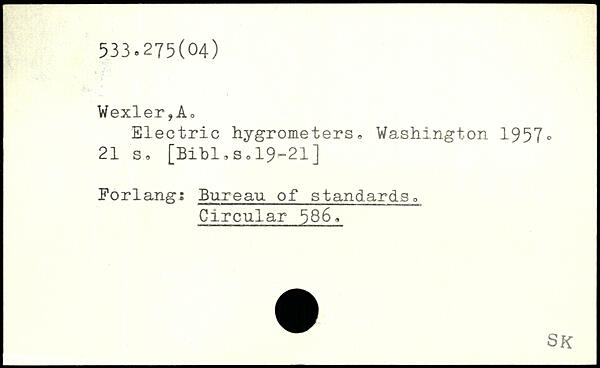 533.275(04)
Wexler,A.
Electric hygrometers. Washington 1957.
21 s. [Bibl.s.19-21]
Forlang: Bureau of standards.
Circular 586.
SK